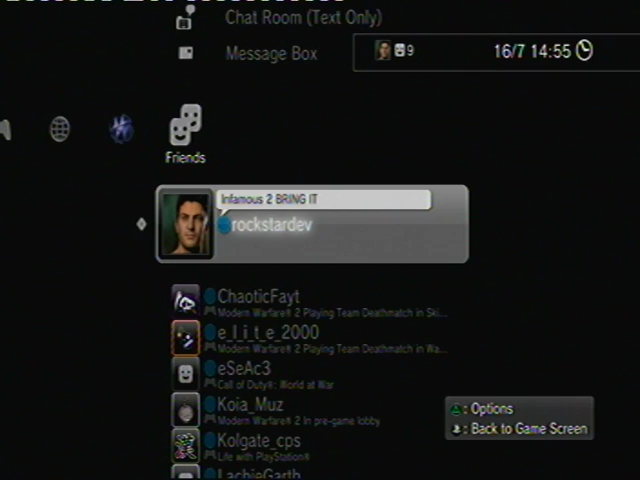 Chat Room (Text Only)
Message Box
9
16/7 14:55
Friends
Infamous 2 BRING IT
rockstardev
ChaoticFayt
Modern Warfare® 2 Playing Team Deathmatch in Ski...
e_l_i_t_e_2000
Modern Warfare® 2 Playing Team Deathmatch in Wa...
eSeAc3
Call of Duty®: World at War
Koia_Muz
Modern Warfare® 2 In pre-game lobby
Kolgate_cps
Life with PlayStation®
LachieGarth
: Options
: Back to Game Screen